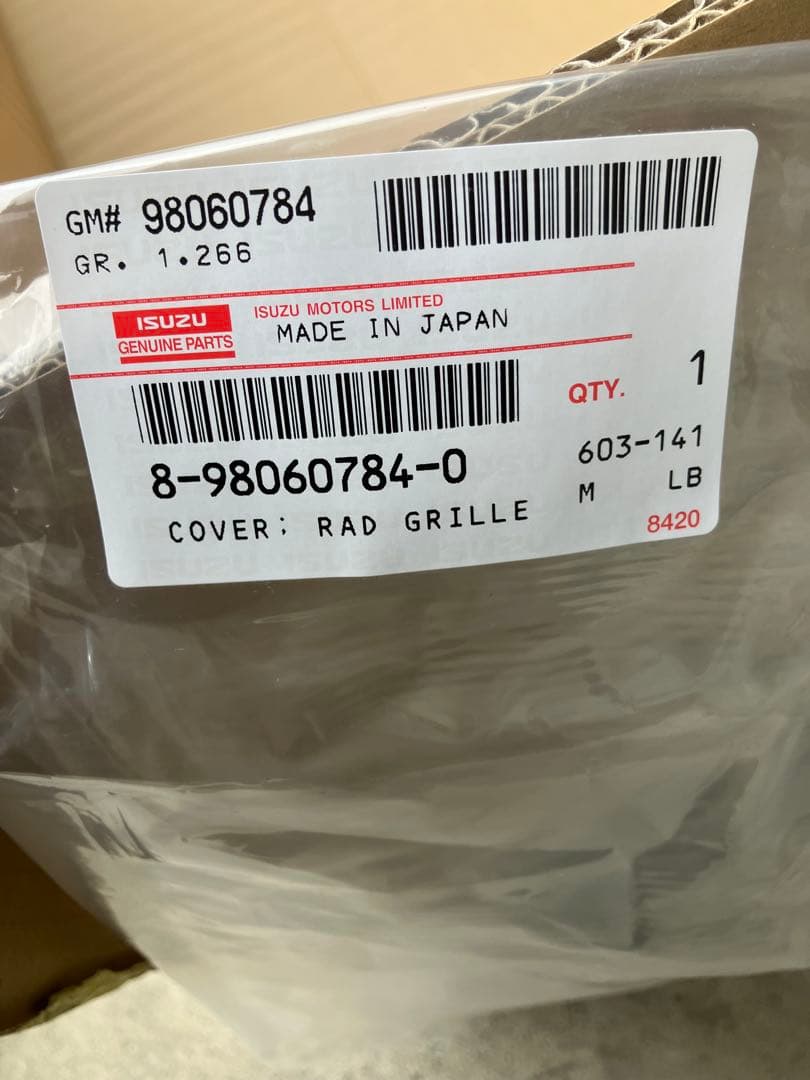 GM# 98060784
GR. 1.266
ISUZU
GENUINE PARTS
ISUZU MOTORS LIMITED
MADE IN JAPAN
QTY. 1
8-98060784-0
603-141
M LB
COVER; RAD GRILLE
8420